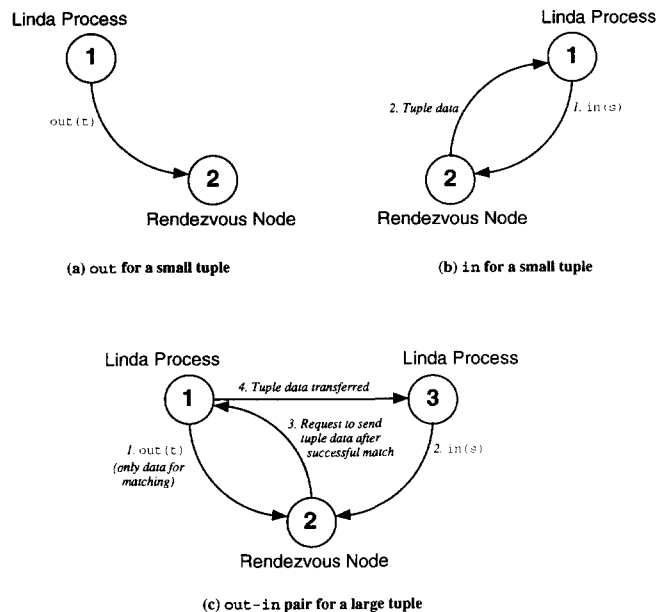 Linda Process
1
out(t)
2
Rendezvous Node
(a) out for a small tuple
Linda Process
1
2. Tuple data
1. in(s)
2
Rendezvous Node
(b) in for a small tuple
Linda Process
Linda Process
1
4. Tuple data transferred
3
3. Request to send
tuple data after
successful match
1. out(t)
(only data for
matching)
2. in(s)
2
Rendezvous Node
(c) out-in pair for a large tuple